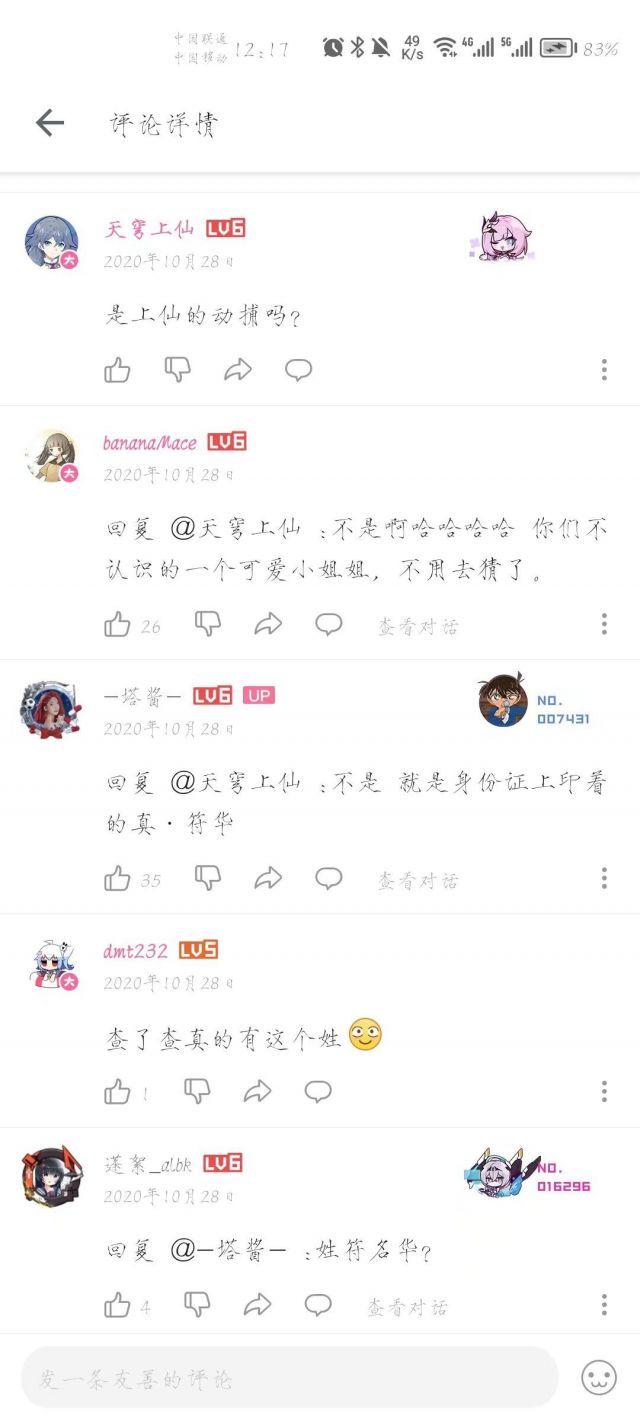 中国联通
中国移动
12:17
49
K/s
4G
5G
83%
评论详情
天穹上仙 LV6
大
2020年10月28日
是上仙的动捕吗?
bananaMace LV6
大
2020年10月28日
回复 @天穹上仙 :不是啊哈哈哈哈 你们不
认识的一个可爱小姐姐，不用去猜了。
26 查看对话
-塔酱- LV6 UP
NO.
007431
2020年10月28日
回复 @天穹上仙 :不是 就是身份证上印着
的真·符华
35 查看对话
dmt232 LV5
大
2020年10月28日
查了查真的有这个姓
1
蓬絮_albk LV6
NO.
016296
2020年10月28日
回复 @-塔酱- :姓符名华?
4 查看对话
发一条友善的评论